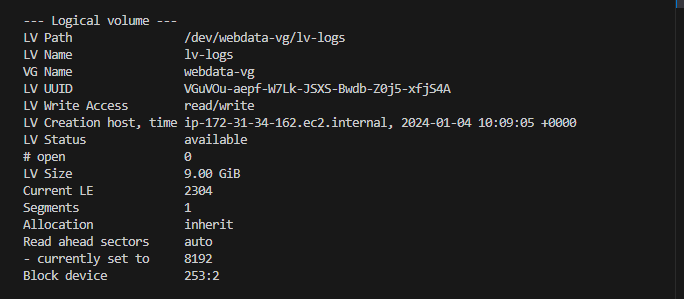 --- Logical volume ---
LV Path                /dev/webdata-vg/lv-logs
LV Name                lv-logs
VG Name                webdata-vg
LV UUID                VGuVOu-aepf-W7Lk-JSXS-Bwdb-Z0j5-xfjS4A
LV Write Access        read/write
LV Creation host, time ip-172-31-34-162.ec2.internal, 2024-01-04 10:09:05 +0000
LV Status              available
# open                 0
LV Size                9.00 GiB
Current LE             2304
Segments               1
Allocation             inherit
Read ahead sectors     auto
- currently set to     8192
Block device           253:2